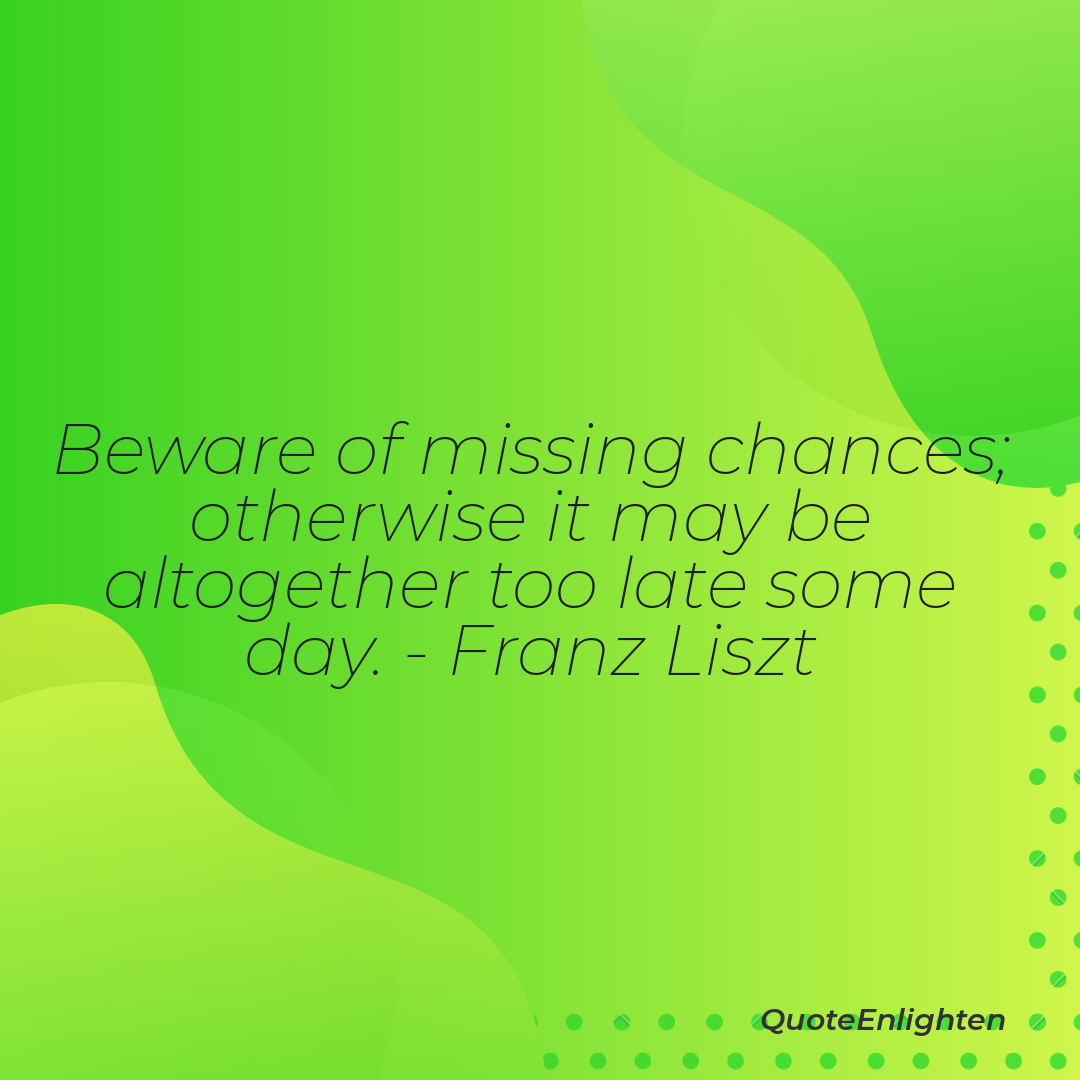 Beware of missing chances;
otherwise it may be
altogether too late some
day. - Franz Liszt
QuoteEnlighten